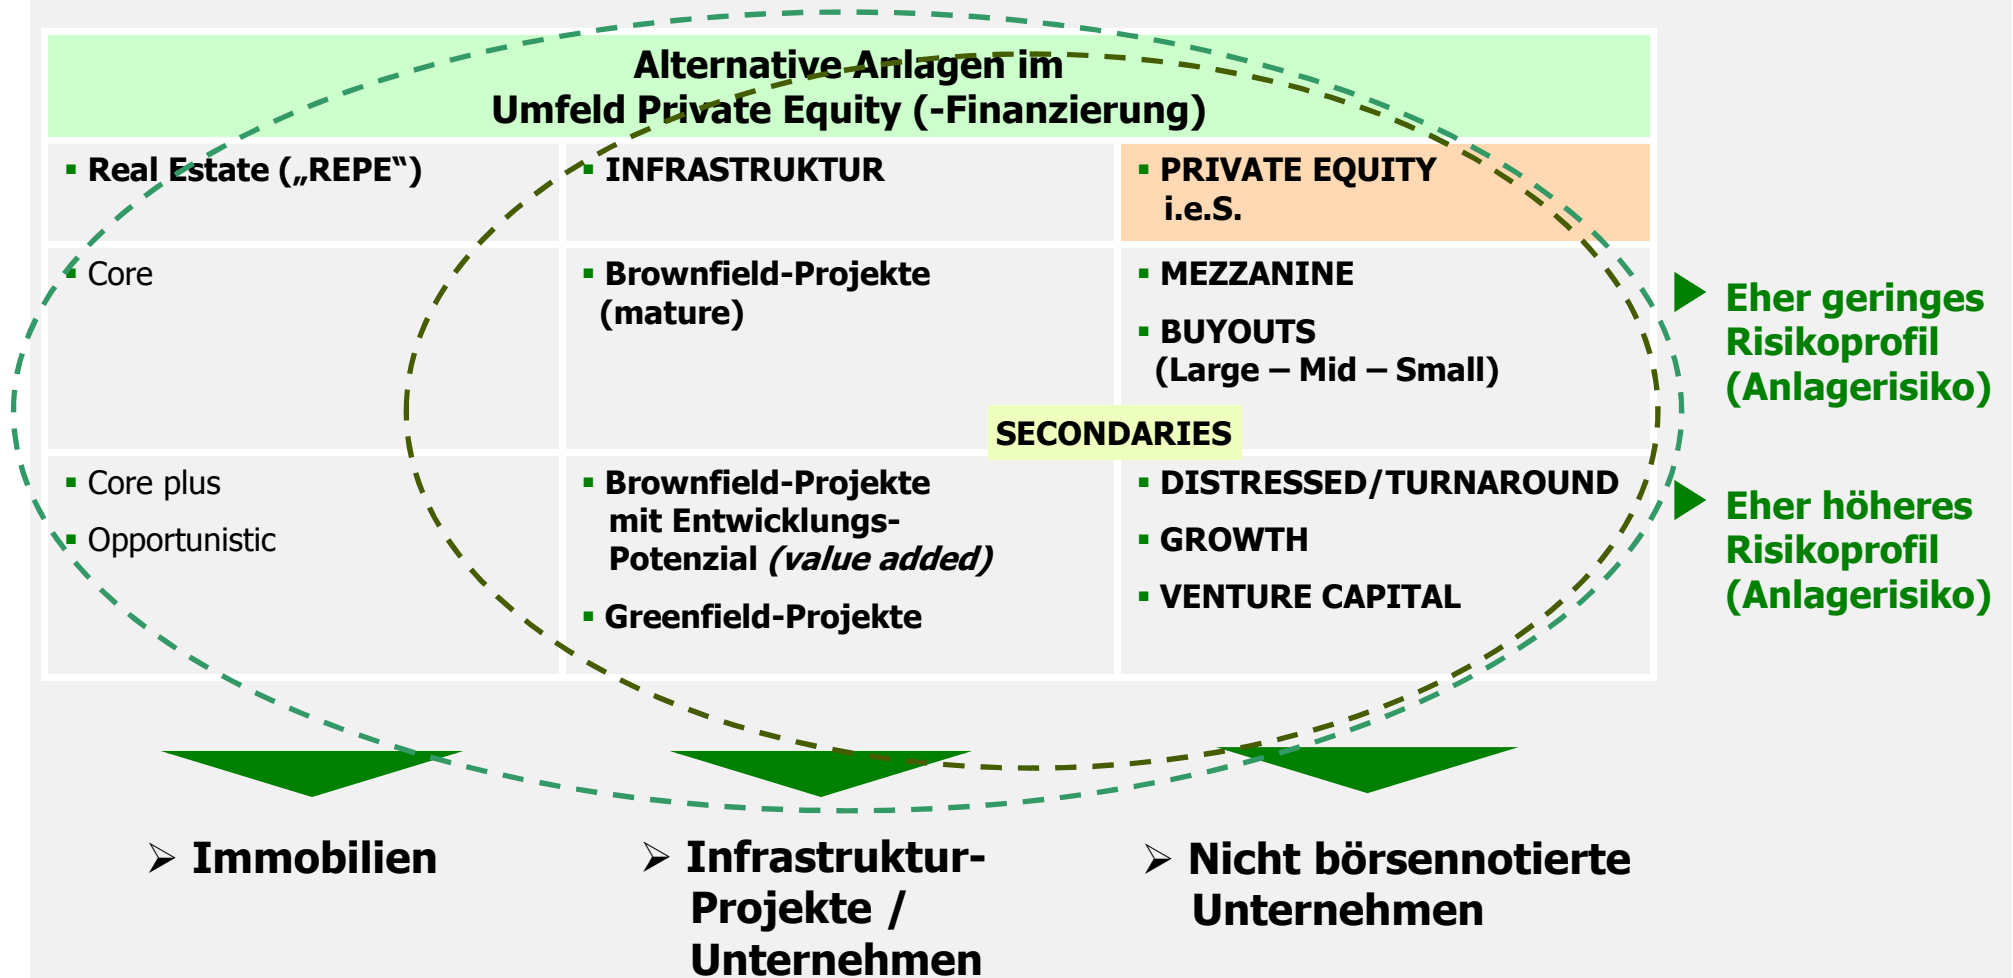 Alternative Anlagen im
Umfeld Private Equity (-Finanzierung)
▪ Real Estate („REPE“)
▪ INFRASTRUKTUR
▪ PRIVATE EQUITY
i.e.S.
▪ Core
▪ Brownfield-Projekte
(mature)
▪ MEZZANINE
▪ BUYOUTS
(Large – Mid – Small)
Eher geringes
Risikoprofil
(Anlagerisiko)
SECONDARIES
▪ Core plus
▪ Opportunistic
▪ Brownfield-Projekte
mit Entwicklungs-
Potenzial (value added)
▪ Greenfield-Projekte
▪ DISTRESSED/TURNAROUND
▪ GROWTH
▪ VENTURE CAPITAL
Eher höheres
Risikoprofil
(Anlagerisiko)
➢ Immobilien
➢ Infrastruktur-
Projekte /
Unternehmen
➢ Nicht börsennotierte
Unternehmen